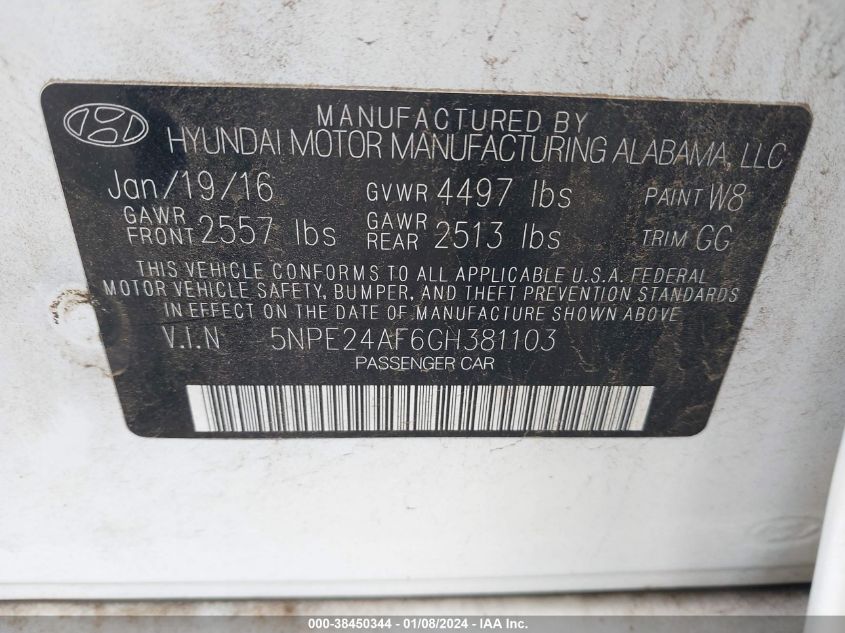 MANUFACTURED BY
HYUNDAI MOTOR MANUFACTURING ALABAMA, LLC
Jan/19/16 GVWR 4497 lbs PAINT W8
GAWR FRONT 2557 lbs GAWR REAR 2513 lbs TRIM GG
THIS VEHICLE CONFORMS TO ALL APPLICABLE U.S.A. FEDERAL
MOTOR VEHICLE SAFETY, BUMPER, AND THEFT PREVENTION STANDARDS
IN EFFECT ON THE DATE OF MANUFACTURE SHOWN ABOVE.
V.I.N 5NPE24AF6GH381103
PASSENGER CAR
000-38450344 - 01/08/2024 - IAA Inc.